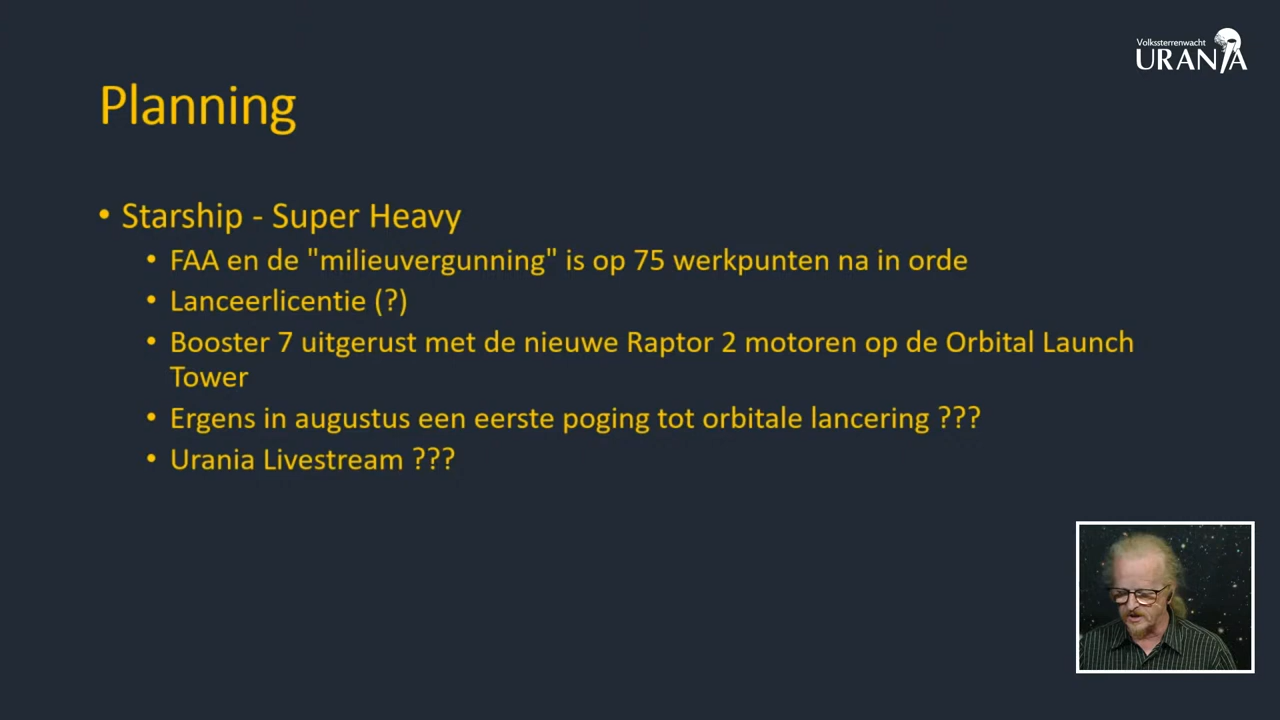 Volkssterrenwacht
URANIA
Planning
• Starship - Super Heavy
• FAA en de "milieuvergunning" is op 75 werkpunten na in orde
• Lanceerlicentie (?)
• Booster 7 uitgerust met de nieuwe Raptor 2 motoren op de Orbital Launch
Tower
• Ergens in augustus een eerste poging tot orbitale lancering ???
• Urania Livestream ???